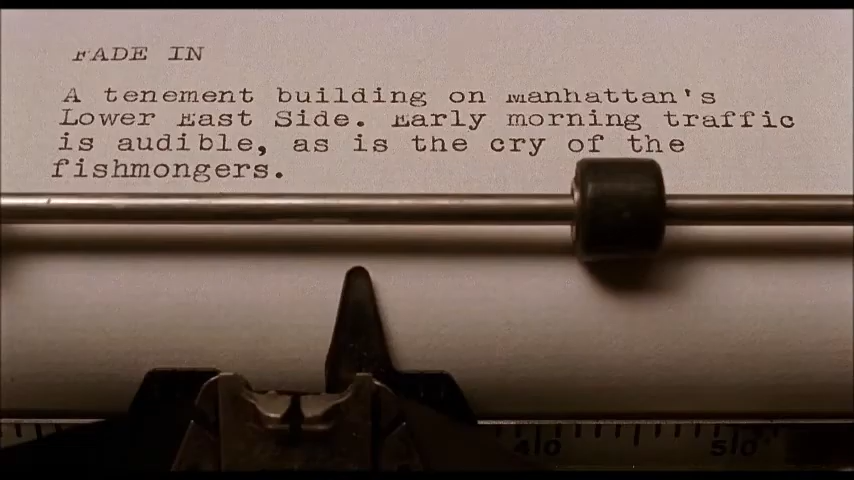 FADE IN
A tenement building on Manhattan's
Lower East Side. Early morning traffic
is audible, as is the cry of the
fishmongers.
40
50